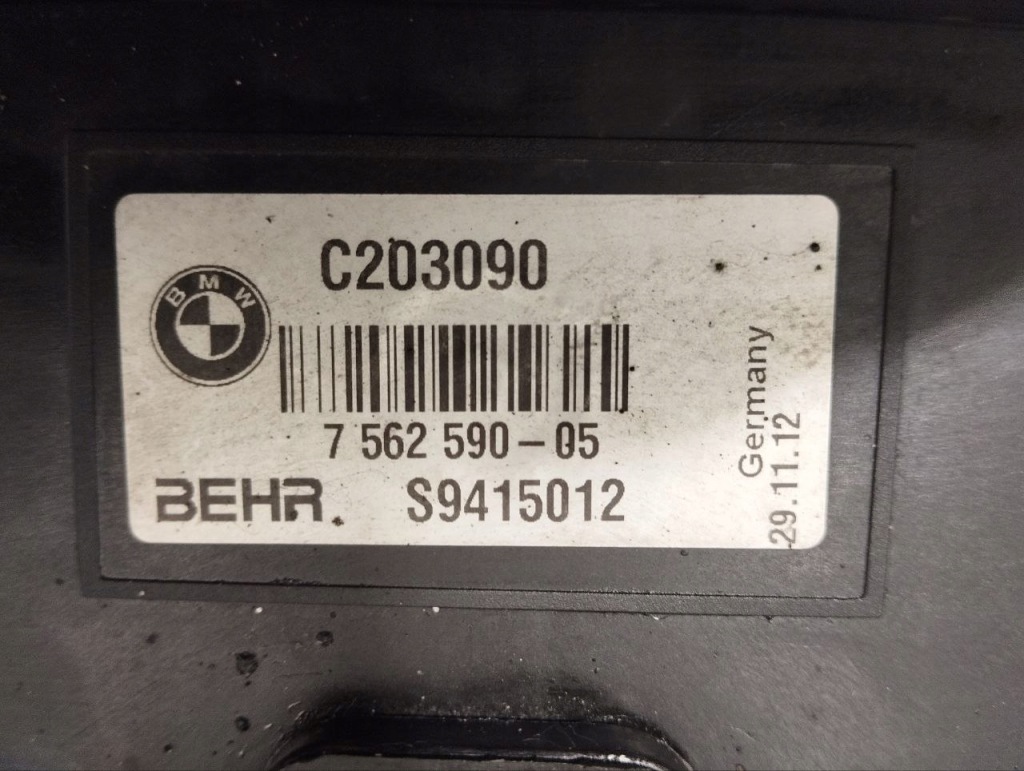 C203090
BMW
7 562 590-05
BEHR S9415012
Germany
29.11.12